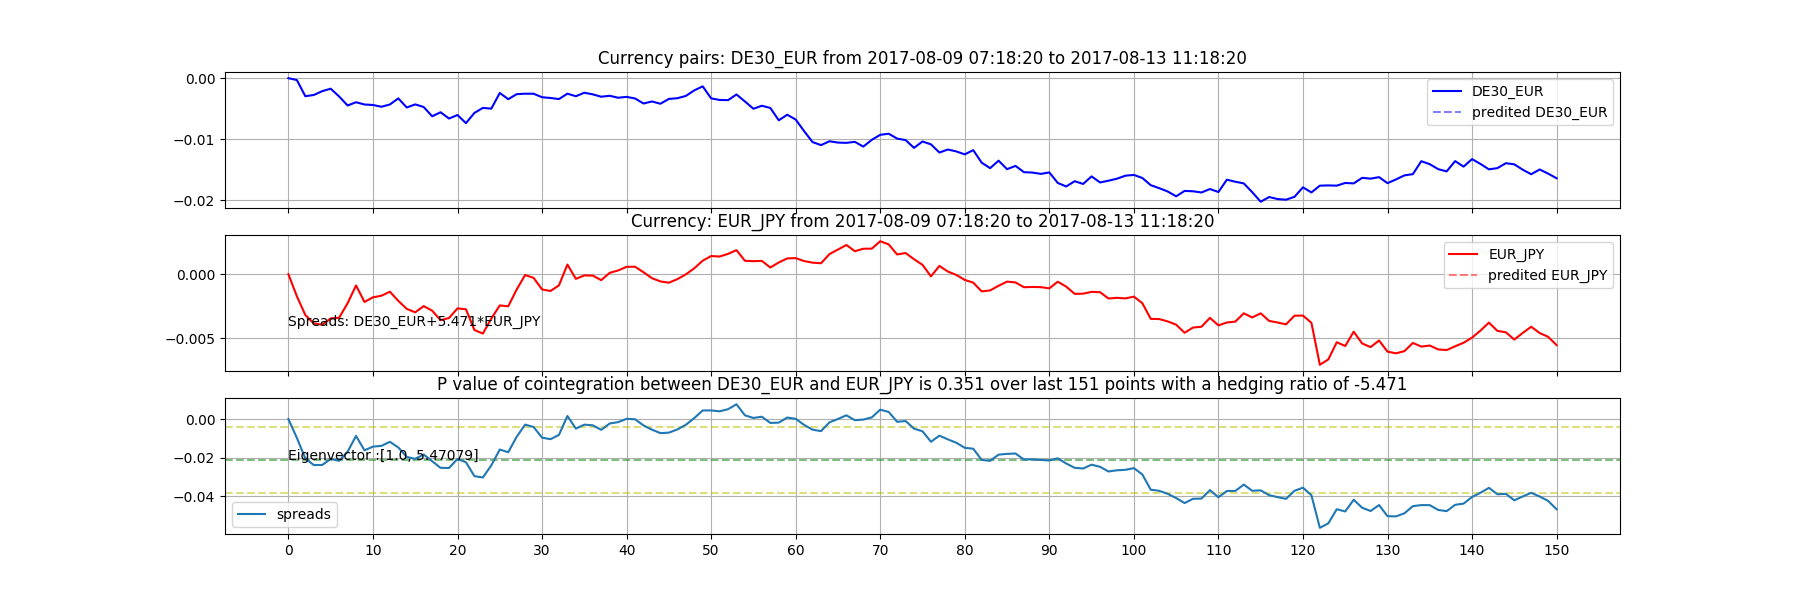 Currency pairs: DE30_EUR from 2017-08-09 07:18:20 to 2017-08-13 11:18:20
0.00
−0.01
−0.02
DE30_EUR
predited DE30_EUR
Currency: EUR_JPY from 2017-08-09 07:18:20 to 2017-08-13 11:18:20
0.000
−0.005
EUR_JPY
predited EUR_JPY
Spreads: DE30_EUR+5.471*EUR_JPY
P value of cointegration between DE30_EUR and EUR_JPY is 0.351 over last 151 points with a hedging ratio of -5.471
0.00
−0.02
−0.04
Eigenvector :[1.0, 5.47079]
spreads
0 10 20 30 40 50 60 70 80 90 100 110 120 130 140 150